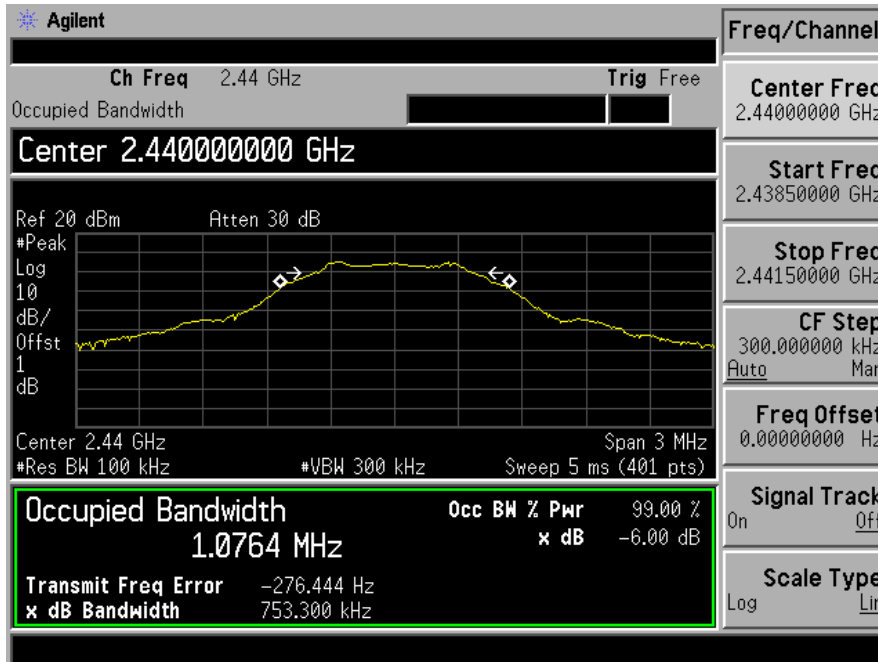 Agilent
Ch Freq 2.44 GHz Trig Free
Occupied Bandwidth
Center 2.440000000 GHz
Ref 20 dBm Atten 30 dB
#Peak
Log
10
dB/
Offst
1
dB
Center 2.44 GHz Span 3 MHz
#Res BW 100 kHz #VBW 300 kHz Sweep 5 ms (401 pts)
Occupied Bandwidth
1.0764 MHz
Occ BW % Pwr 99.00 %
x dB -6.00 dB
Transmit Freq Error -276.444 Hz
x dB Bandwidth 753.300 kHz
Freq/Channel
Center Freq
2.44000000 GHz
Start Freq
2.43850000 GHz
Stop Freq
2.44150000 GHz
CF Step
300.000000 kHz
Auto Man
Freq Offset
0.00000000 Hz
Signal Track
On Off
Scale Type
Log Lin